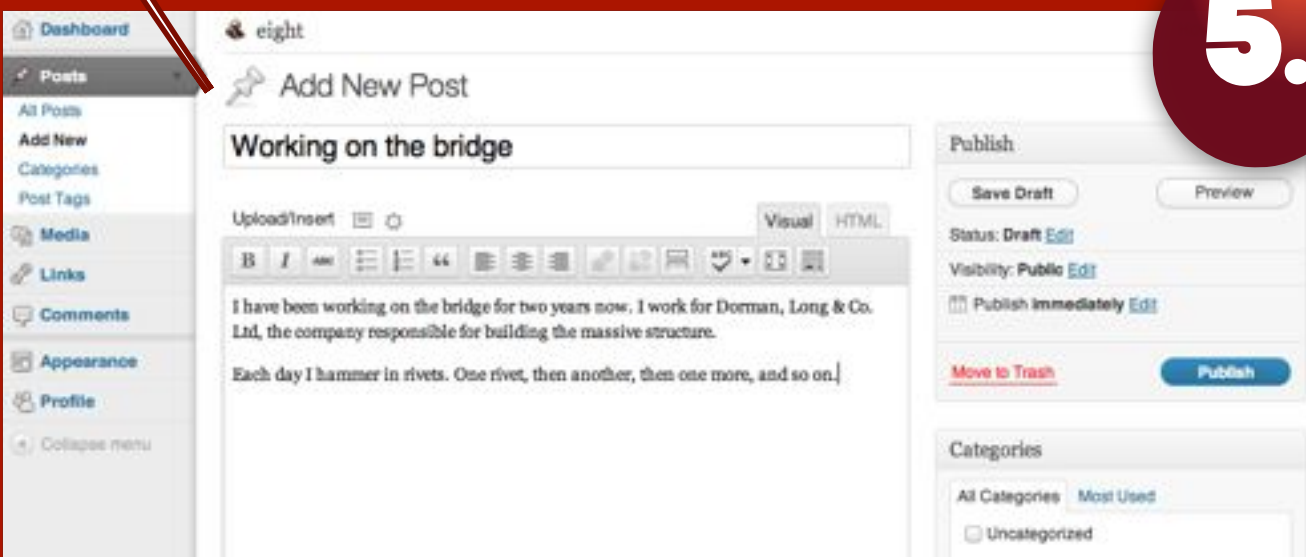 5.
Dashboard
eight
Posts
Add New Post
All Posts
Add New
Categories
Post Tags
Media
Links
Comments
Appearance
Profile
Collapse menu
Working on the bridge
Upload/Insert
Visual HTML
B I ABC
I have been working on the bridge for two years now. I work for Dorman, Long & Co.
Ltd, the company responsible for building the massive structure.
Each day I hammer in rivets. One rivet, then another, then one more, and so on.
Publish
Save Draft Preview
Status: Draft Edit
Visibility: Public Edit
Publish immediately Edit
Move to Trash Publish
Categories
All Categories Most Used
Uncategorized